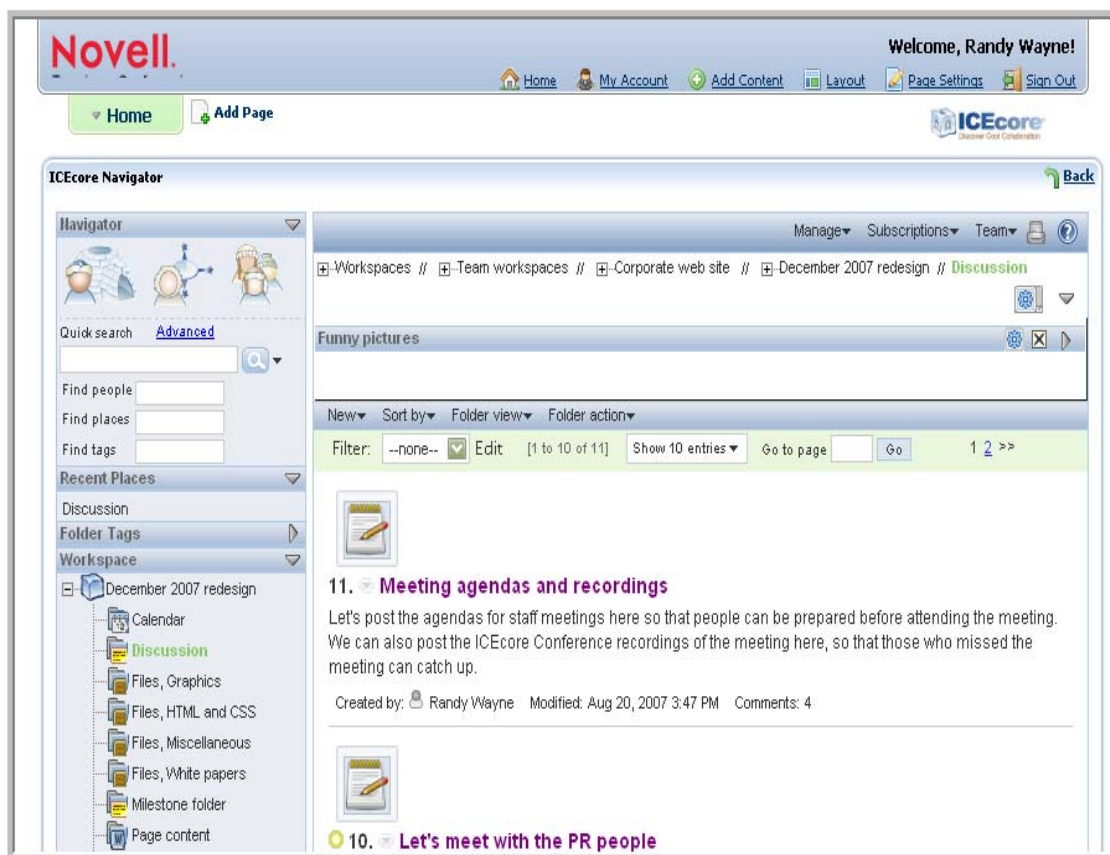 Novell.
Welcome, Randy Wayne!
Home My Account Add Content Layout Page Settings Sign Out
Home Add Page
ICEcore
ICEcore Navigator Back
Navigator
Manage Subscriptions Team
Workspaces // Team workspaces // Corporate web site // December 2007 redesign // Discussion
Quick search Advanced
Find people
Find places
Find tags
Recent Places
Discussion
Folder Tags
Workspace
December 2007 redesign
Calendar
Discussion
Files, Graphics
Files, HTML and CSS
Files, Miscellaneous
Files, White papers
Milestone folder
Page content
Funny pictures
New Sort by Folder view Folder action
Filter: --none-- Edit [1 to 10 of 11] Show 10 entries Go to page Go 1 2 >>
11. Meeting agendas and recordings
Let's post the agendas for staff meetings here so that people can be prepared before attending the meeting.
We can also post the ICEcore Conference recordings of the meeting here, so that those who missed the
meeting can catch up.
Created by: Randy Wayne Modified: Aug 20, 2007 3:47 PM Comments: 4
10. Let's meet with the PR people